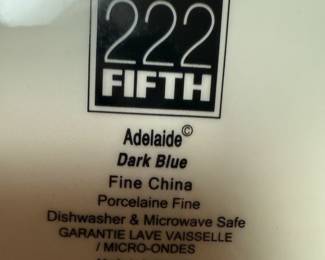 222
FIFTH
Adelaide©
Dark Blue
Fine China
Porcelaine Fine
Dishwasher & Microwave Safe
GARANTIE LAVE VAISSELLE
/ MICRO-ONDES